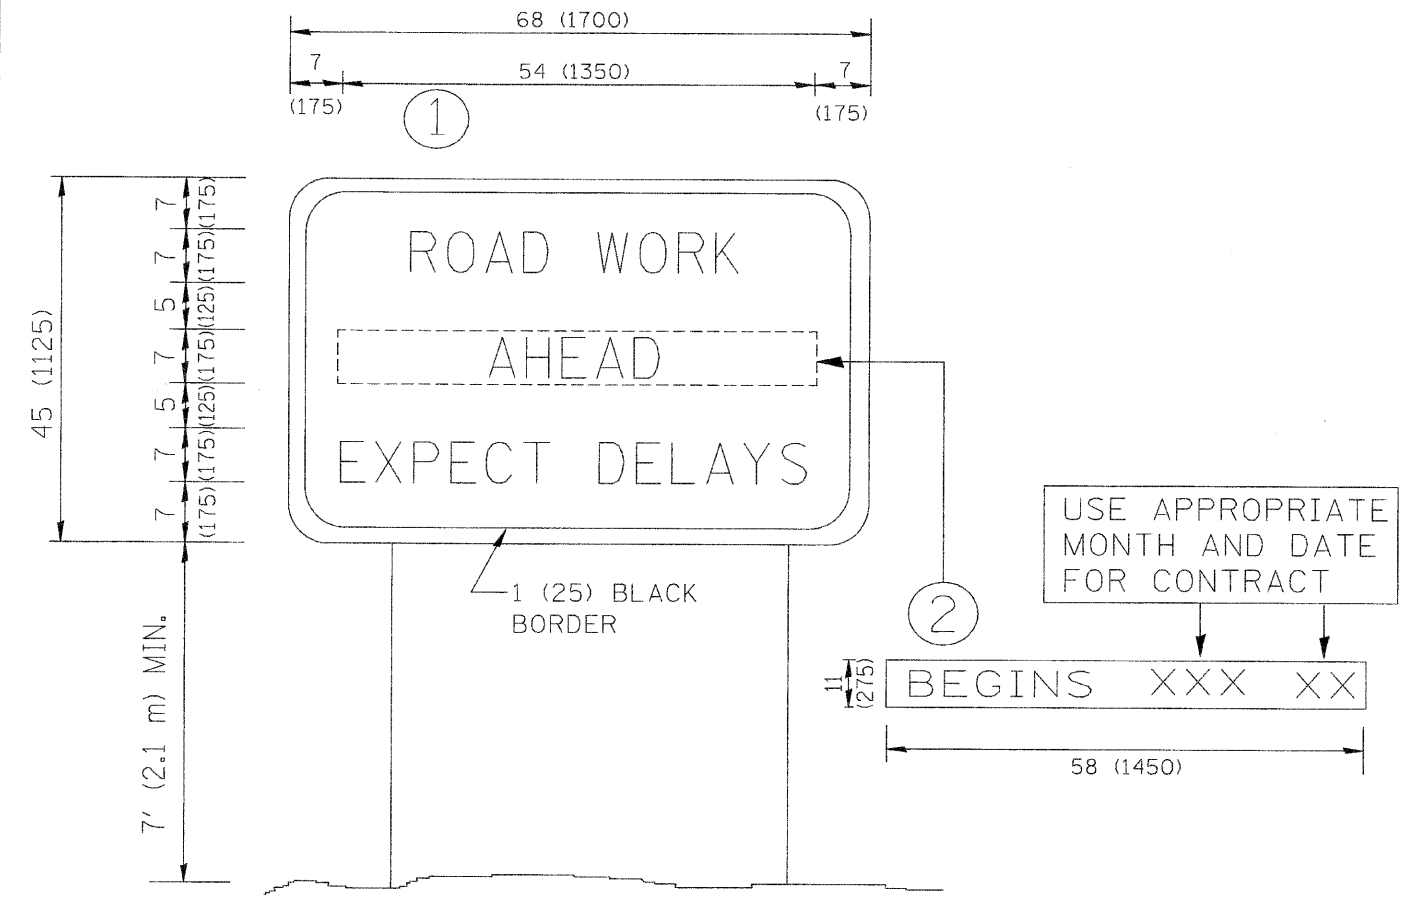 68 (1700)
7
54 (1350)
7
(175)
(175)
1
45 (1125)
7 (175)
7 (175)
5 (125)
7 (175)
5 (125)
7 (175)
7 (175)
ROAD WORK
AHEAD
EXPECT DELAYS
1 (25) BLACK
BORDER
7' (2.1 m) MIN.
2
USE APPROPRIATE
MONTH AND DATE
FOR CONTRACT
11
(275)
BEGINS XXX XX
58 (1450)